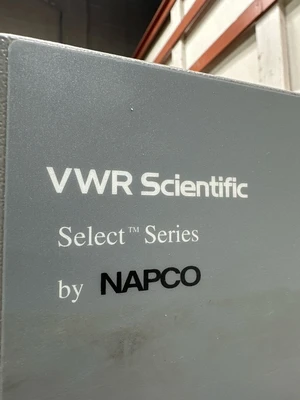 VWR Scientific
Select™ Series
by NAPCO